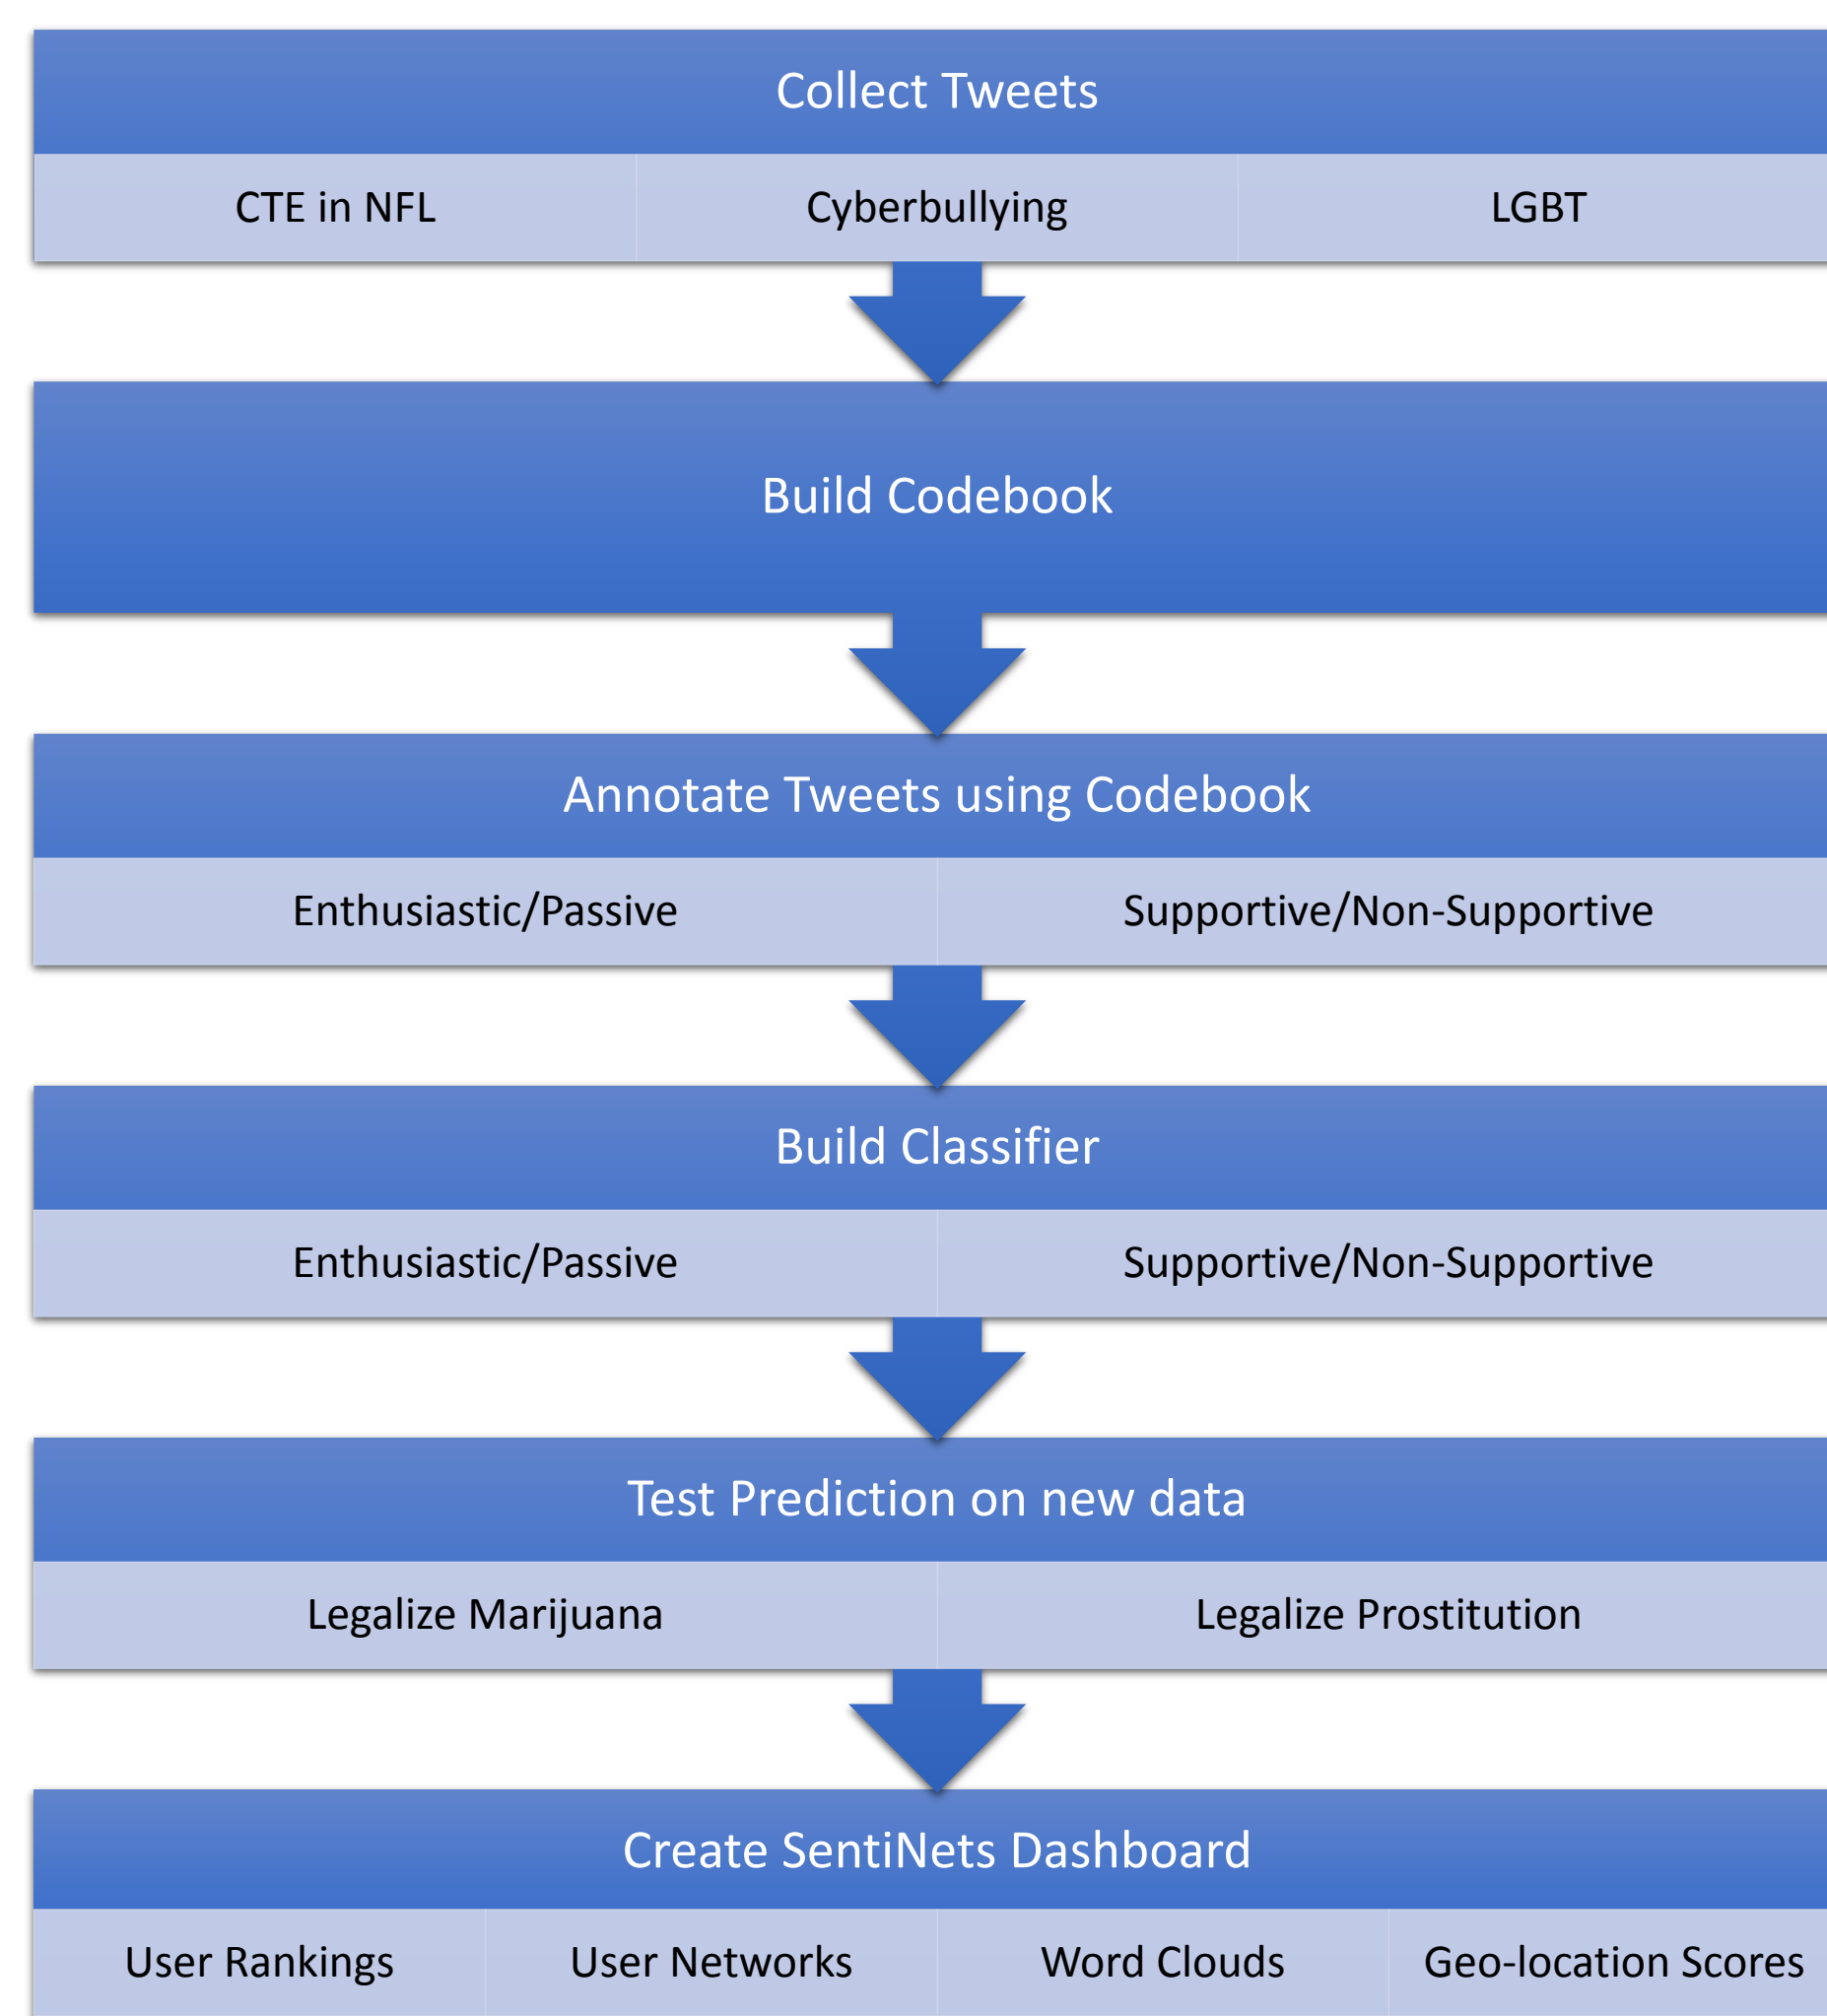 Collect Tweets
CTE in NFL
Cyberbullying
LGBT
Build Codebook
Annotate Tweets using Codebook
Enthusiastic/Passive
Supportive/Non-Supportive
Build Classifier
Enthusiastic/Passive
Supportive/Non-Supportive
Test Prediction on new data
Legalize Marijuana
Legalize Prostitution
Create SentiNets Dashboard
User Rankings
User Networks
Word Clouds
Geo-location Scores